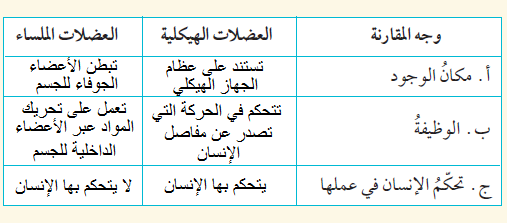 وجه المقارنة العضلات الهيكلية العضلات الملساء
أ. مكانُ الوجود
تستند على عظام
الجهاز الهيكلي
تبطن الأعضاء
الجوفاء للجسم
ب. الوظيفةُ
تتحكم في الحركة التي
تصدر عن مفاصل
الإنسان
تعمل على تحريك
المواد عبر الأعضاء
الداخلية للجسم
ج. تحكّمُ الإنسان في عملها يتحكم بها الإنسان لا يتحكم بها الإنسان